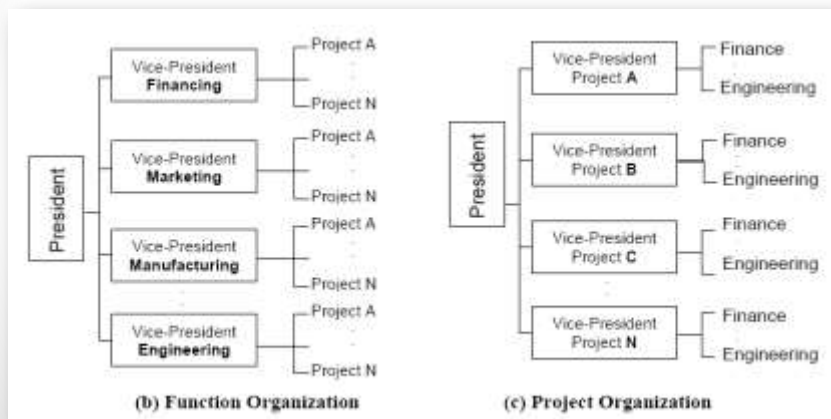 President
Vice-President
Financing
Project A
Project N
Vice-President
Marketing
Project A
Project N
Vice-President
Manufacturing
Project A
Project N
Vice-President
Engineering
Project A
Project N
(b) Function Organization
President
Vice-President
Project A
Finance
Engineering
Vice-President
Project B
Finance
Engineering
Vice-President
Project C
Finance
Engineering
Vice-President
Project N
Finance
Engineering
(c) Project Organization